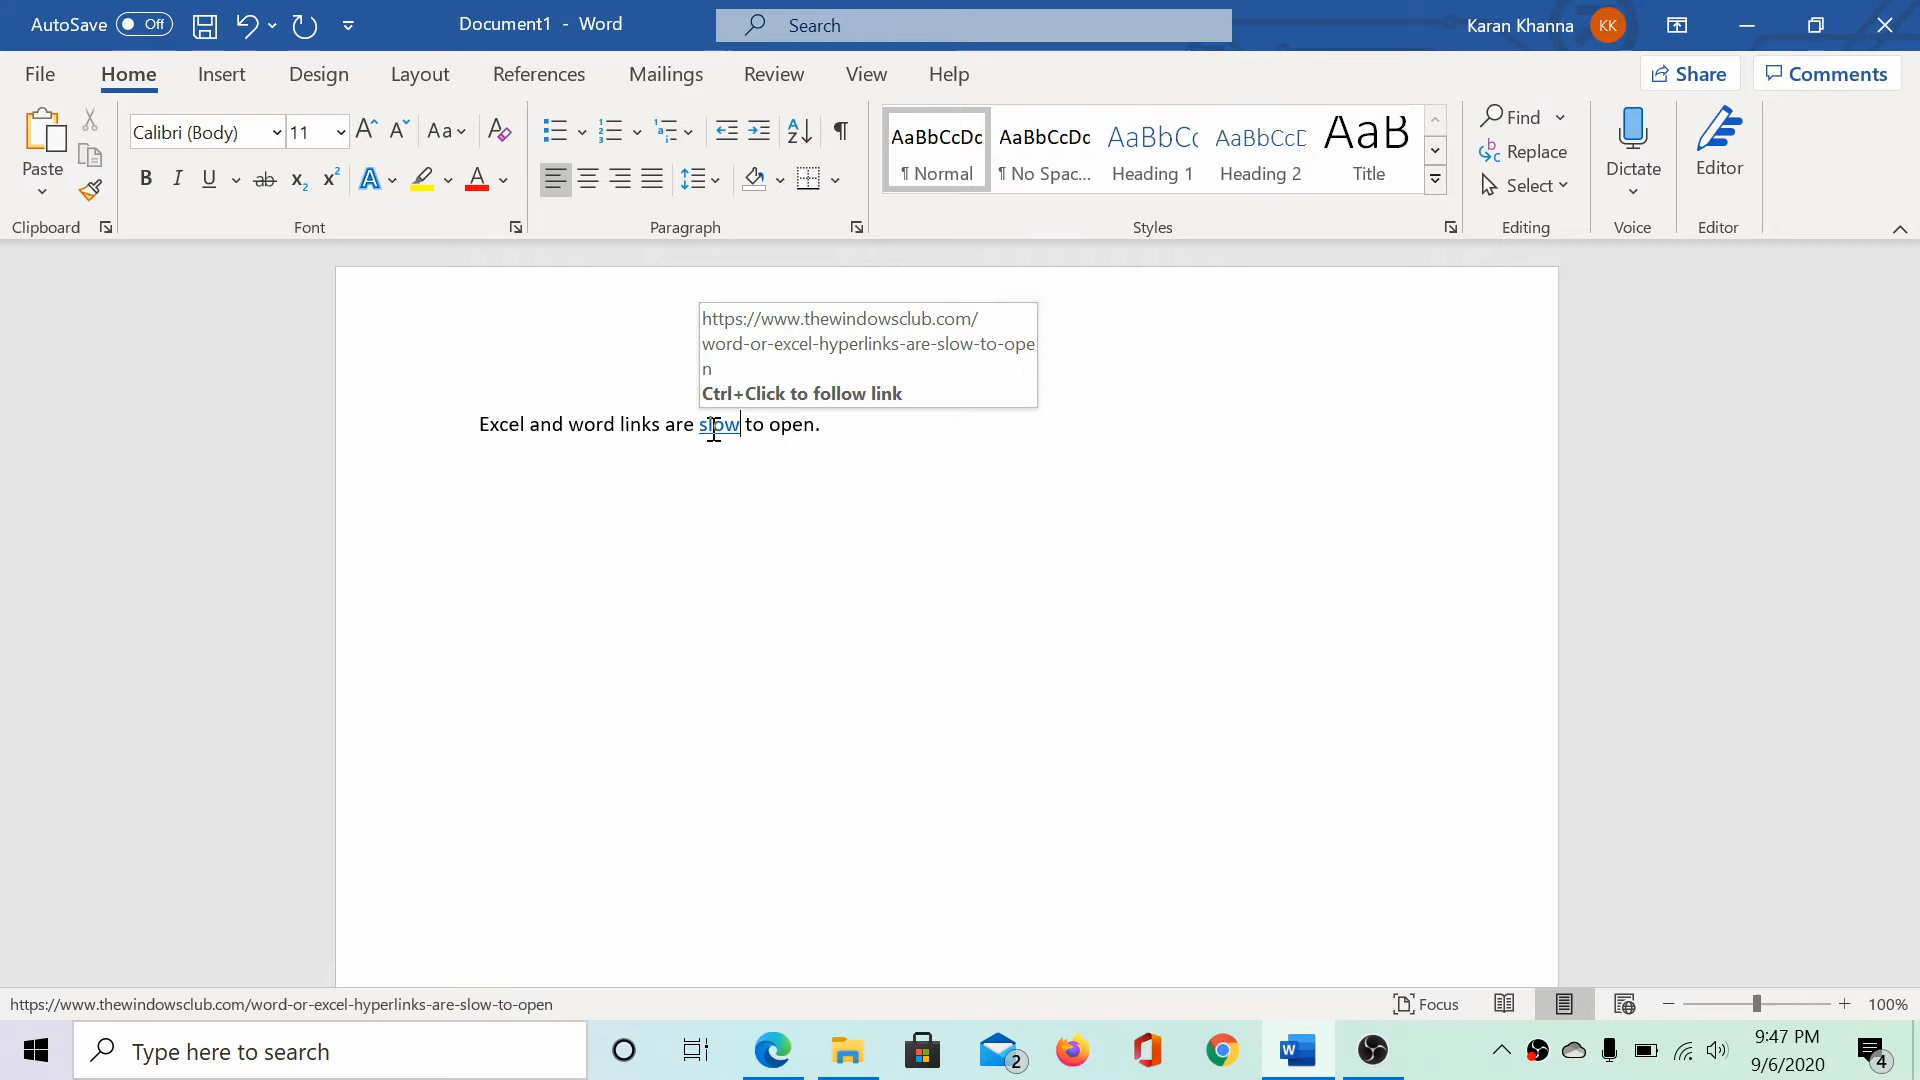 AutoSave Off
Document1 - Word
Search
Karan Khanna KK
File Home Insert Design Layout References Mailings Review View Help
Share Comments
Paste
Calibri (Body) 11 Aa
AaBbCcDc AaBbCcDc AaBbCc AaBbCcD AaB
¶ Normal ¶ No Spac... Heading 1 Heading 2 Title
Find
Replace
Select
Dictate
Editor
Clipboard Font Paragraph Styles Editing Voice Editor
https://www.thewindowsclub.com/
word-or-excel-hyperlinks-are-slow-to-ope
n
Ctrl+Click to follow link
Excel and word links are slow to open.
https://www.thewindowsclub.com/word-or-excel-hyperlinks-are-slow-to-open
Focus
100%
Type here to search
2
9:47 PM
9/6/2020
4